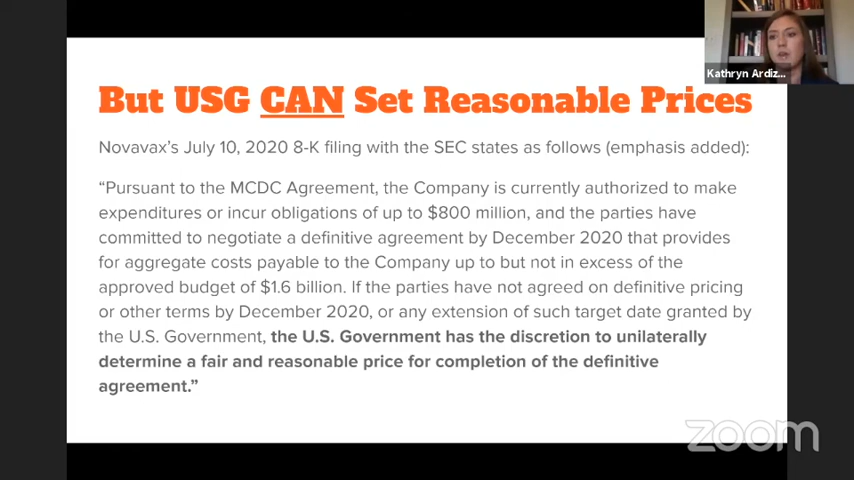 Kathryn Ardiz...
But USG CAN Set Reasonable Prices
Novavax's July 10, 2020 8-K filing with the SEC states as follows (emphasis added):
“Pursuant to the MCDC Agreement, the Company is currently authorized to make
expenditures or incur obligations of up to $800 million, and the parties have
committed to negotiate a definitive agreement by December 2020 that provides
for aggregate costs payable to the Company up to but not in excess of the
approved budget of $1.6 billion. If the parties have not agreed on definitive pricing
or other terms by December 2020, or any extension of such target date granted by
the U.S. Government, the U.S. Government has the discretion to unilaterally
determine a fair and reasonable price for completion of the definitive
agreement.”
zoom